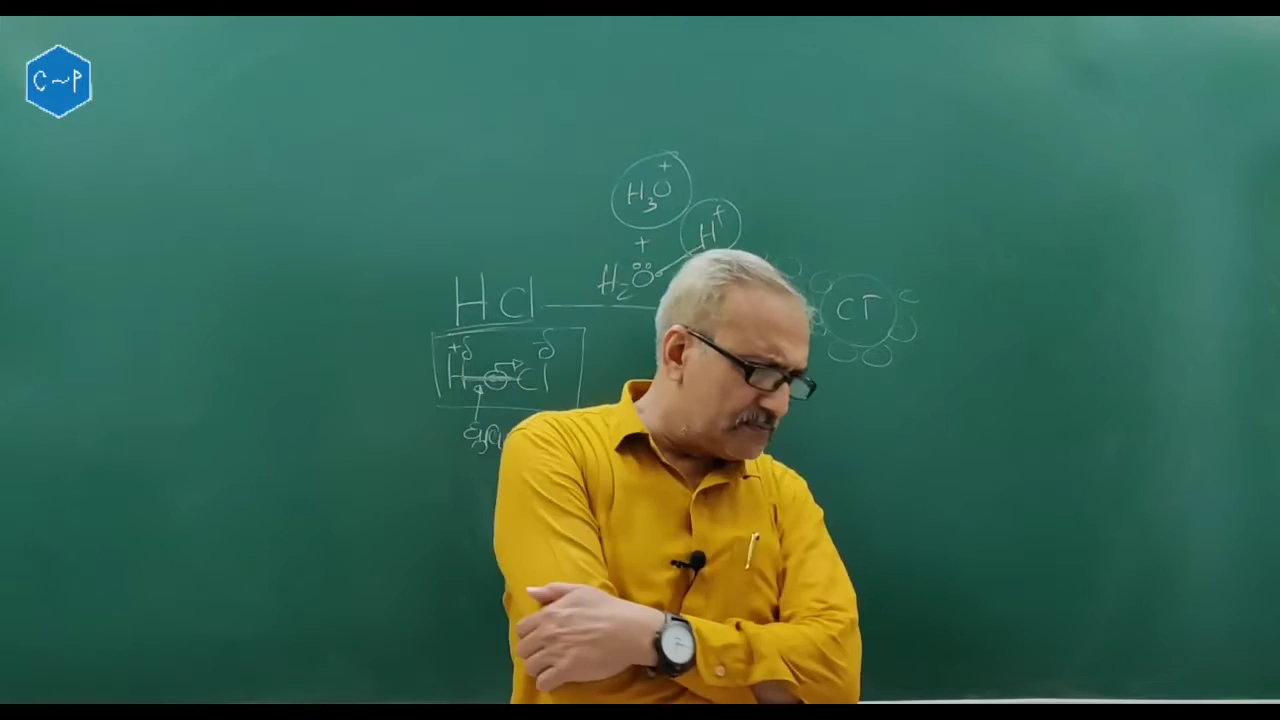 C~P
H₃O⁺
H⁺
+
H₂Ö
HCl
Cl⁻
+δ -δ
H Cl